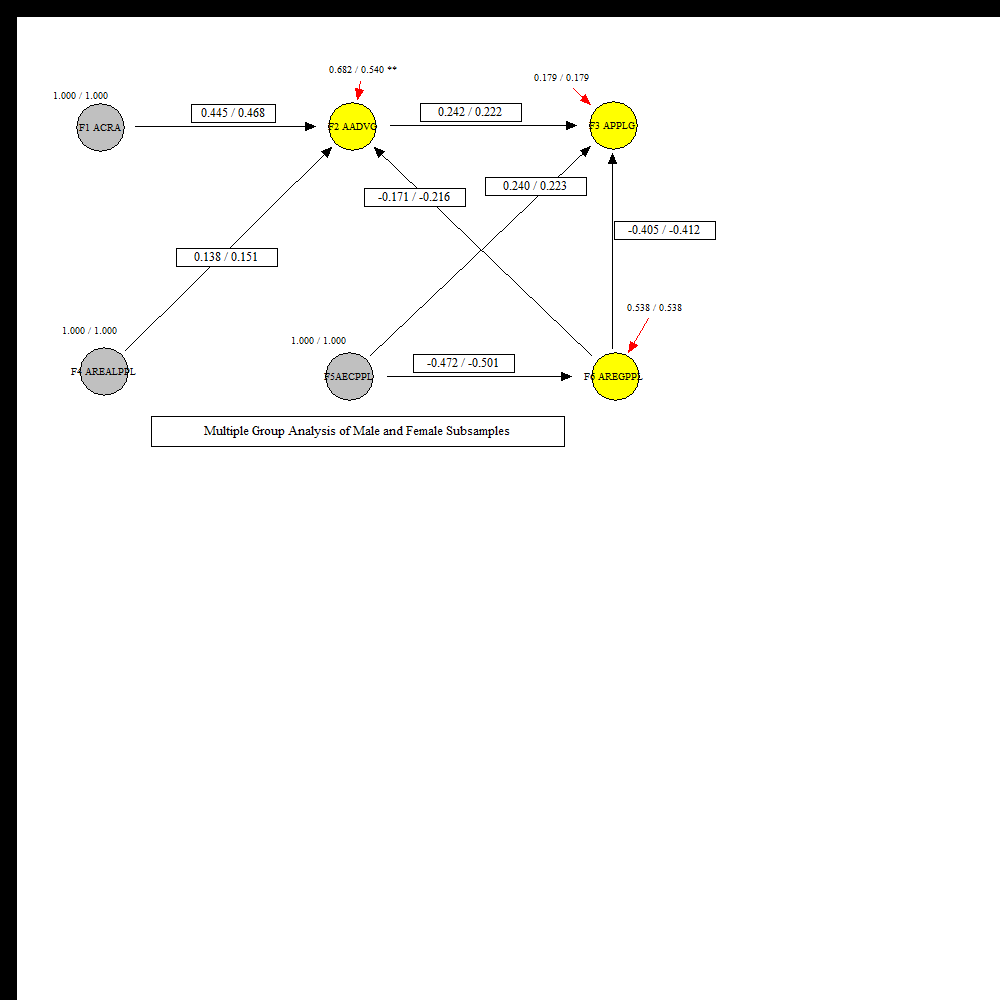 0.682 / 0.540 **
0.179 / 0.179
1.000 / 1.000
0.445 / 0.468
0.242 / 0.222
F1 ACRA
F2 AADVG
F3 APPLG
0.240 / 0.223
-0.171 / -0.216
-0.405 / -0.412
0.138 / 0.151
0.538 / 0.538
1.000 / 1.000
1.000 / 1.000
-0.472 / -0.501
F4 AREALPPL
F5AECPPL
F6 AREGPPL
Multiple Group Analysis of Male and Female Subsamples